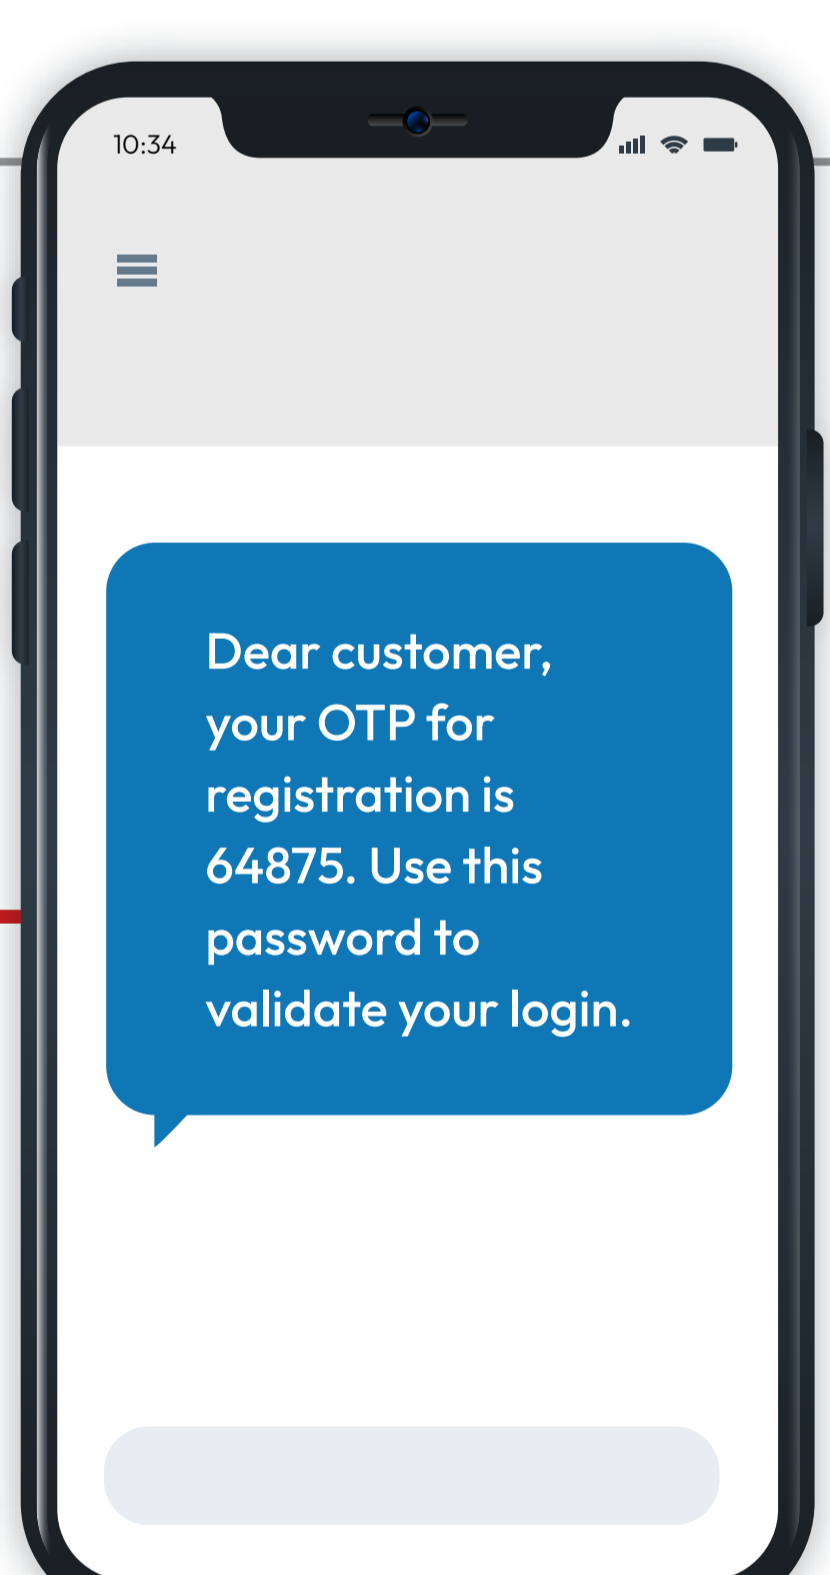 10:34
Dear customer,
your OTP for
registration is
64875. Use this
password to
validate your login.